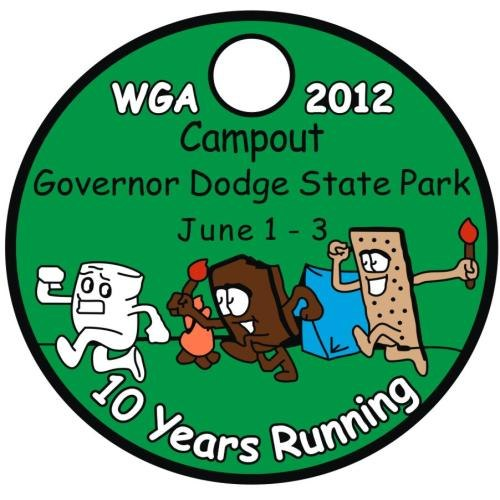 WGA 2012
Campout
Governor Dodge State Park
June 1 - 3
10 Years Running